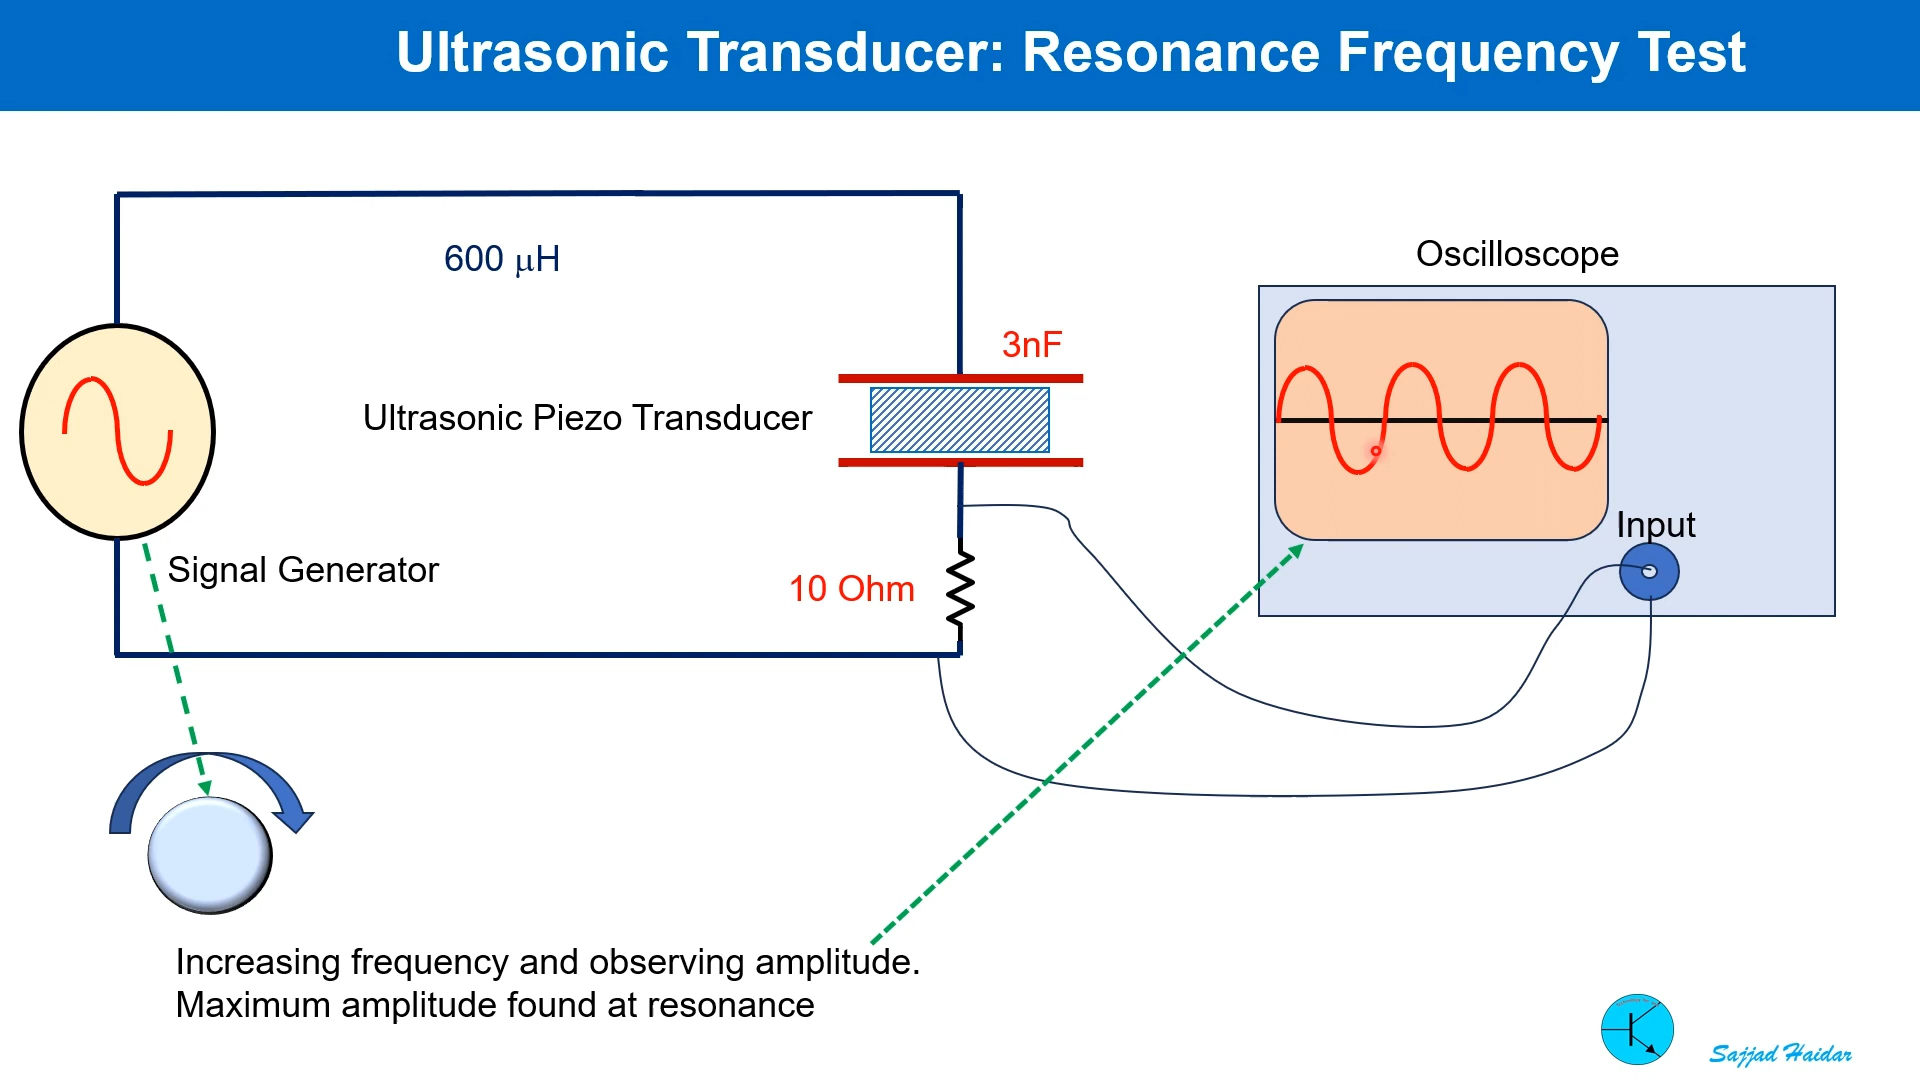 Ultrasonic Transducer: Resonance Frequency Test
600 μH
Oscilloscope
3nF
Ultrasonic Piezo Transducer
Input
Signal Generator
10 Ohm
Increasing frequency and observing amplitude.
Maximum amplitude found at resonance
Sajjad Haidar